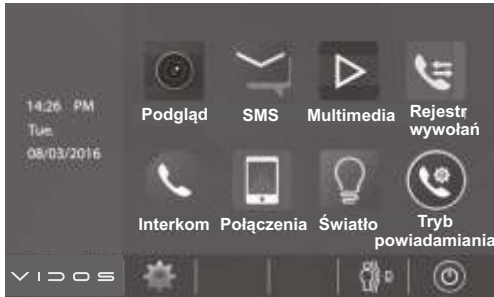 14:26 PM
Tue.
08/03/2016
Podgląd
SMS
Multimedia
Rejestr
wywołań
Interkom
Połączenia
Światło
Tryb
powiadamiania
VIDOS